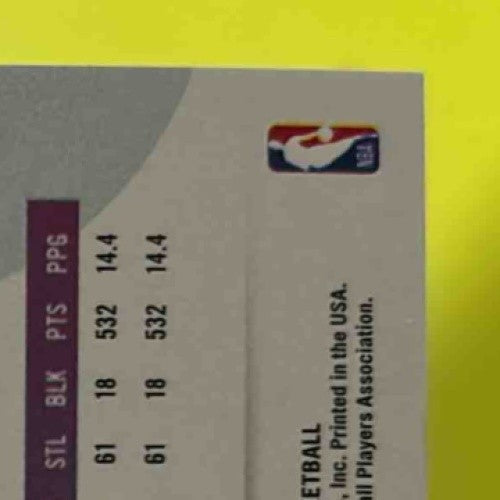 STL BLK PTS PPG
61 18 532 14.4
61 18 532 14.4
NBA
ETBALL
Inc. Printed in the USA.
ll Players Association.